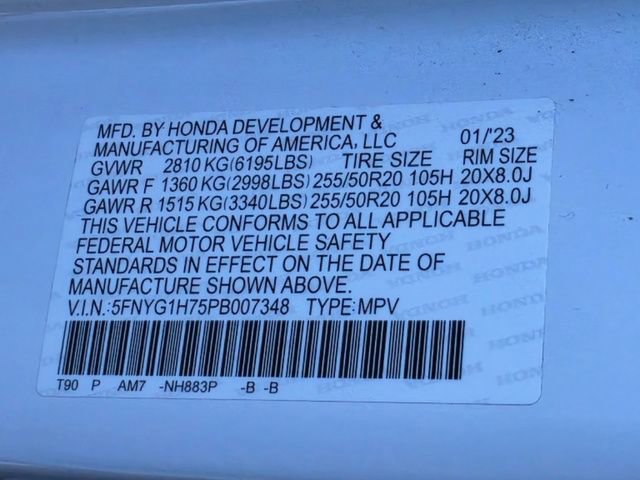 MFD. BY HONDA DEVELOPMENT &
MANUFACTURING OF AMERICA, LLC 01/'23
GVWR 2810 KG(6195LBS) TIRE SIZE RIM SIZE
GAWR F 1360 KG(2998LBS) 255/50R20 105H 20X8.0J
GAWR R 1515 KG(3340LBS) 255/50R20 105H 20X8.0J
THIS VEHICLE CONFORMS TO ALL APPLICABLE
FEDERAL MOTOR VEHICLE SAFETY
STANDARDS IN EFFECT ON THE DATE OF
MANUFACTURE SHOWN ABOVE.
V.I.N.:5FNYG1H75PB007348 TYPE:MPV
T90 P AM7 -NH883P -B -B